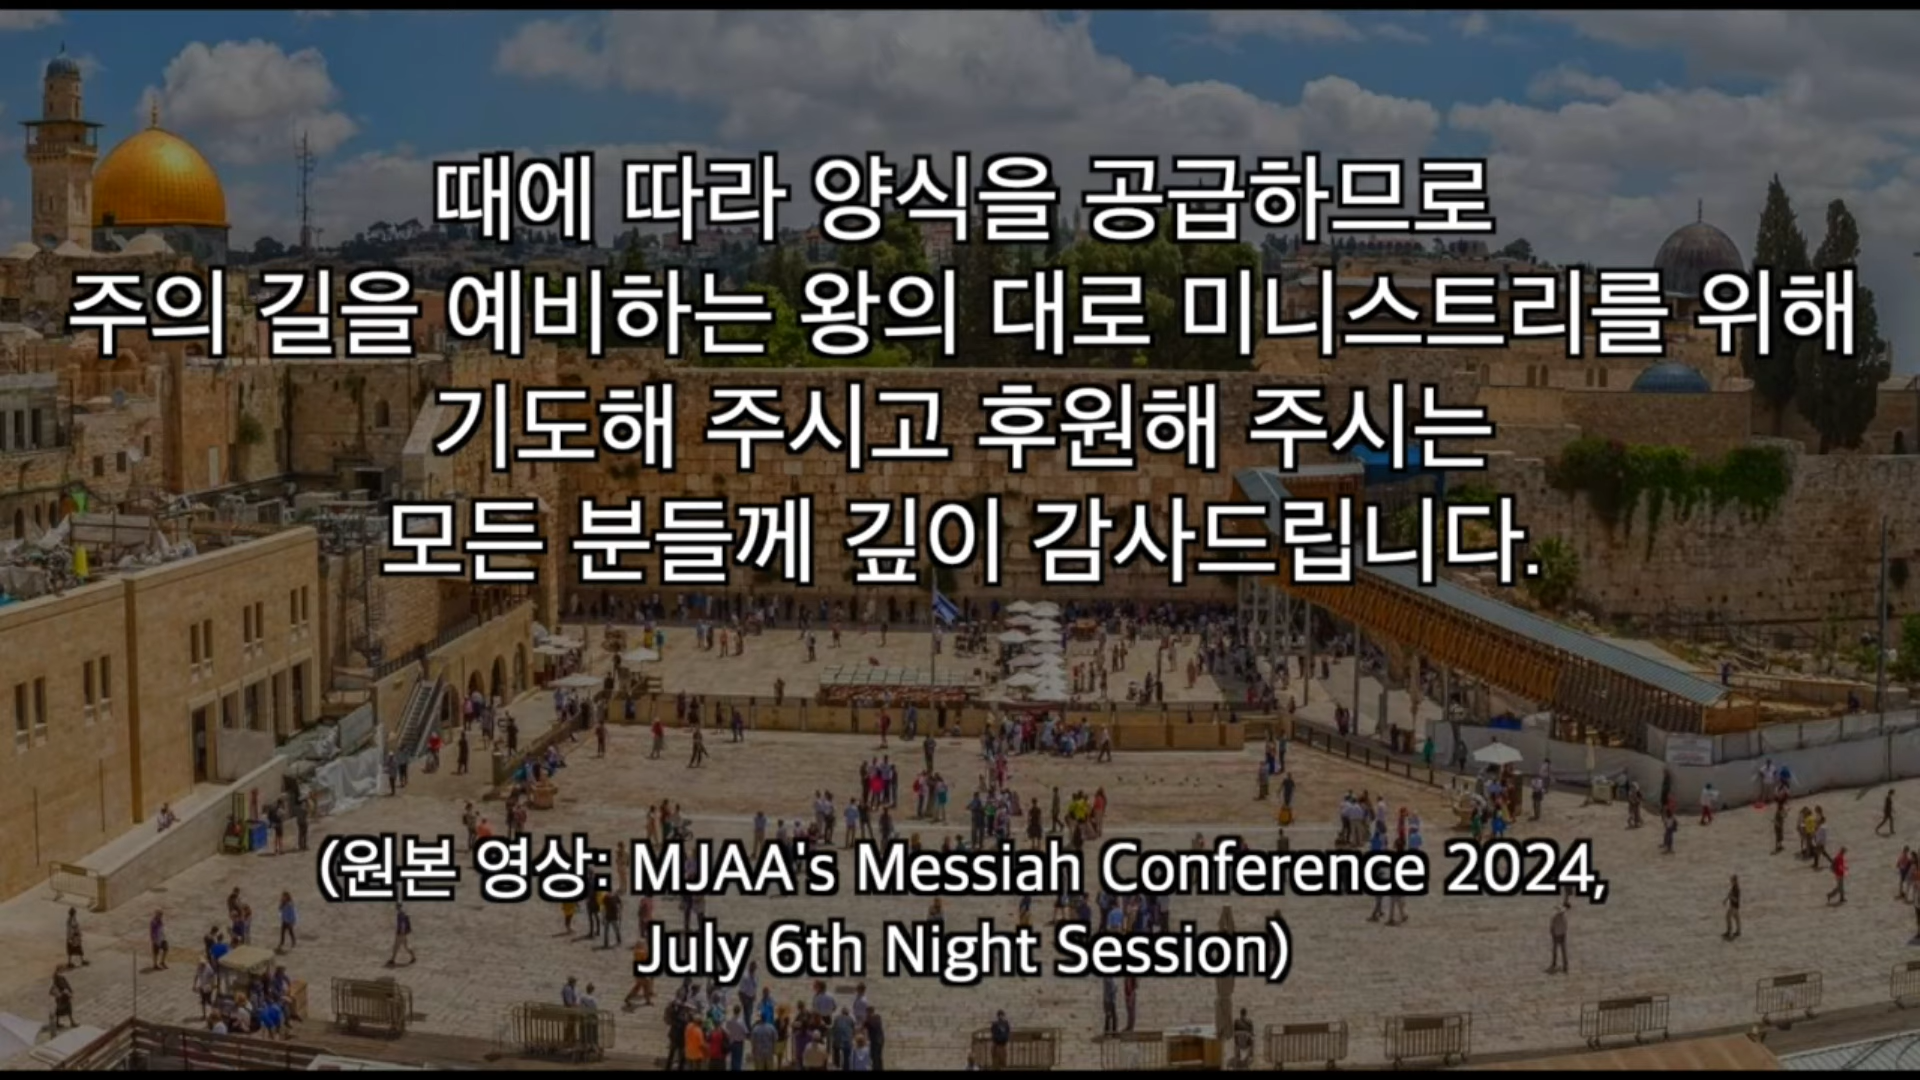 때에 따라 양식을 공급하므로
주의 길을 예비하는 왕의 대로 미니스트리를 위해
기도해 주시고 후원해 주시는
모든 분들께 깊이 감사드립니다.
(원본 영상: MJAA's Messiah Conference 2024,
July 6th Night Session)